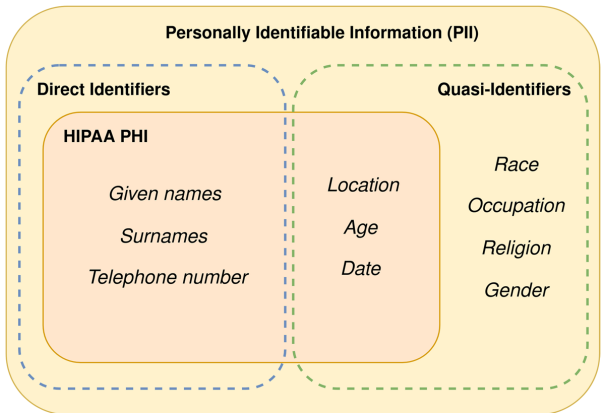 Personally Identifiable Information (PII)
Direct Identifiers
Quasi-Identifiers
HIPAA PHI
Given names
Surnames
Telephone number
Location
Age
Date
Race
Occupation
Religion
Gender